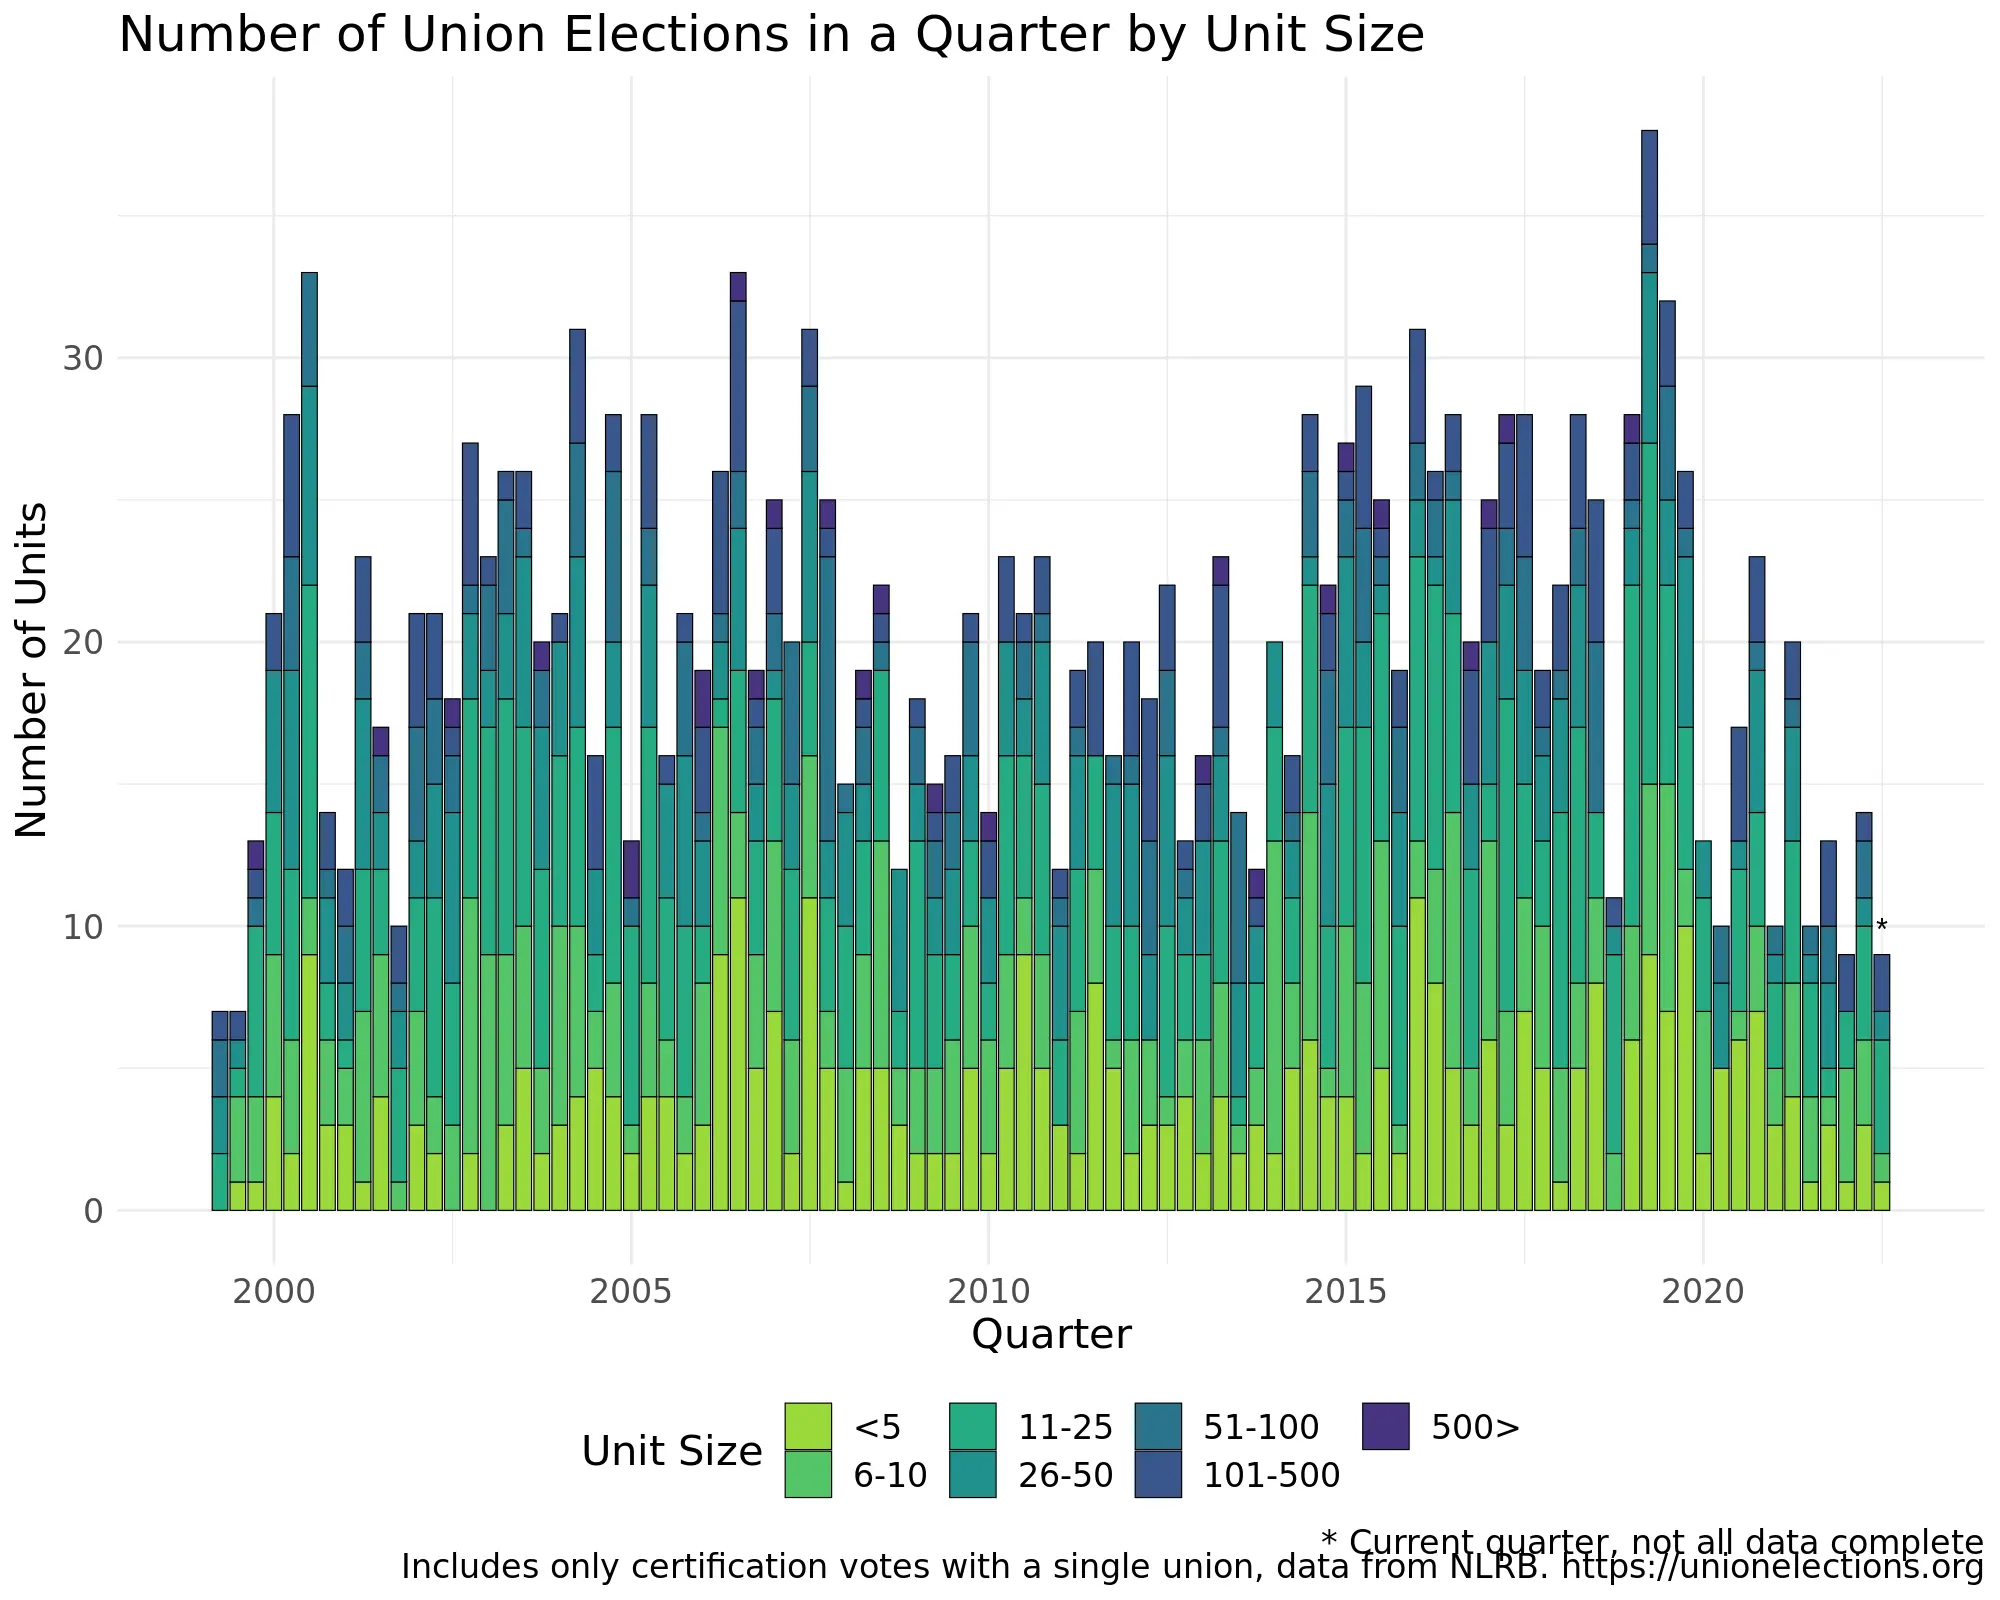 Number of Union Elections in a Quarter by Unit Size
Number of Units
30
20
10
0
*
2000 2005 2010 2015 2020
Quarter
Unit Size
<5 11-25 51-100 500>
6-10 26-50 101-500
* Current quarter, not all data complete
Includes only certification votes with a single union, data from NLRB. https://unionelections.org